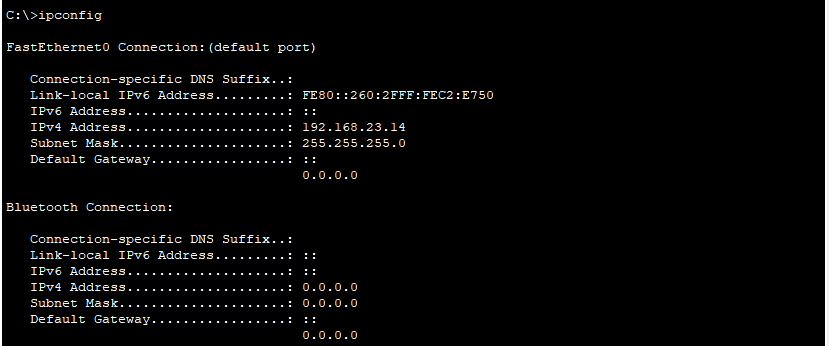 C:\>ipconfig
FastEthernet0 Connection:(default port)
Connection-specific DNS Suffix..:
Link-local IPv6 Address.........: FE80::260:2FFF:FEC2:E750
IPv6 Address....................: ::
IPv4 Address....................: 192.168.23.14
Subnet Mask.....................: 255.255.255.0
Default Gateway.................: ::
0.0.0.0
Bluetooth Connection:
Connection-specific DNS Suffix..:
Link-local IPv6 Address.........: ::
IPv6 Address....................: ::
IPv4 Address....................: 0.0.0.0
Subnet Mask.....................: 0.0.0.0
Default Gateway.................: ::
0.0.0.0